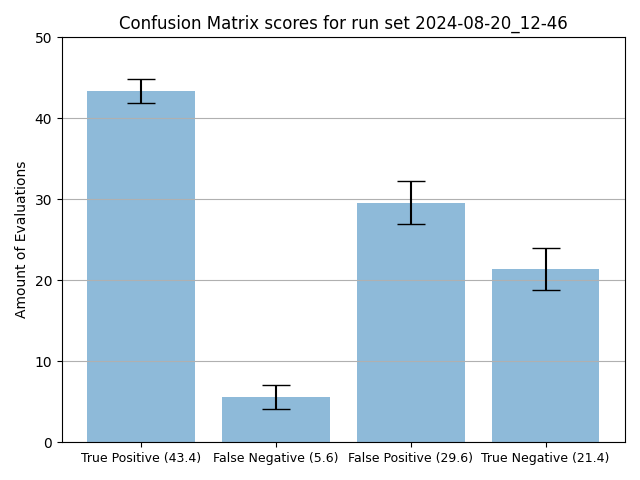 Confusion Matrix scores for run set 2024-08-20_12-46
50
40
30
20
10
0
Amount of Evaluations
True Positive (43.4) False Negative (5.6) False Positive (29.6) True Negative (21.4)